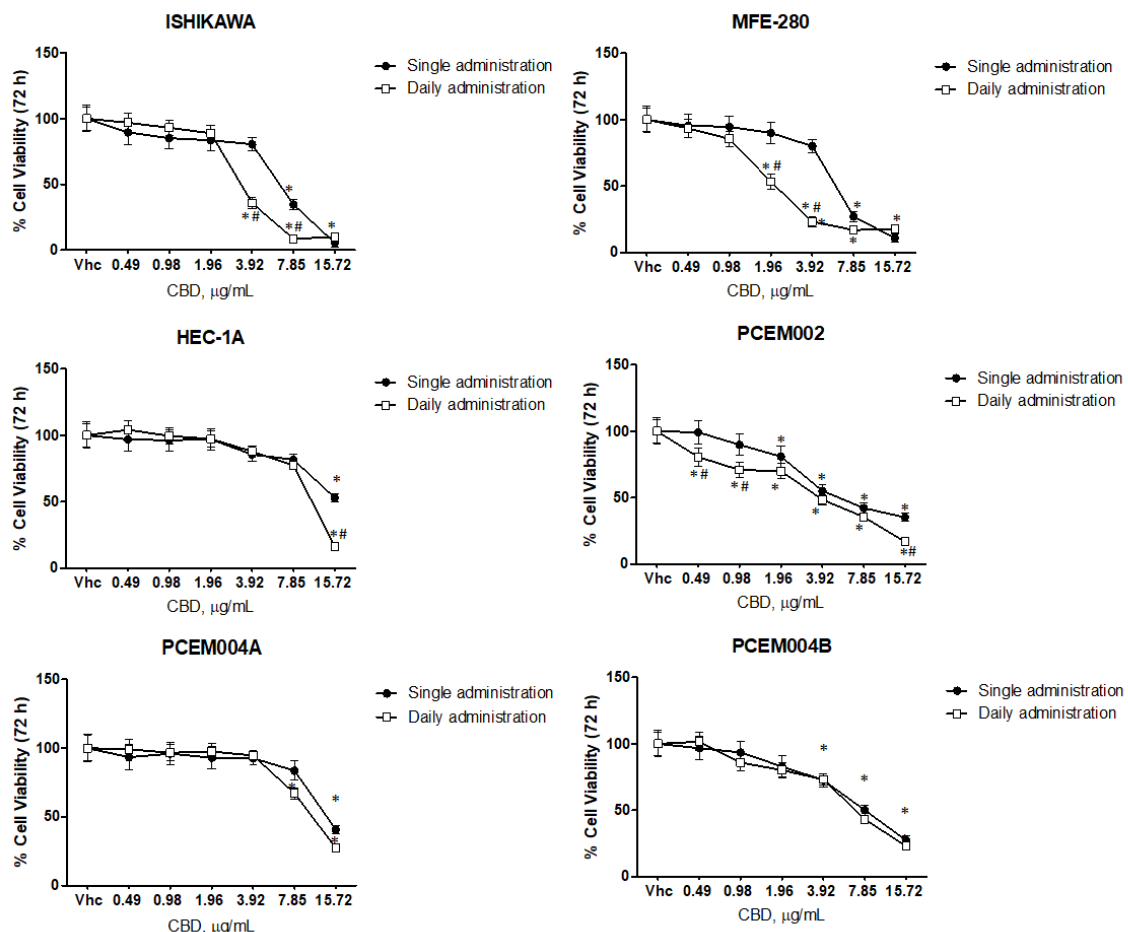 ISHIKAWA
% Cell Viability (72 h)
150
100
50
0
* *
*# *#
Vhc 0.49 0.98 1.96 3.92 7.85 15.72
CBD, µg/mL
Single administration
Daily administration
MFE-280
% Cell Viability (72 h)
150
100
50
0
*# * *
*# * *
Vhc 0.49 0.98 1.96 3.92 7.85 15.72
CBD, µg/mL
Single administration
Daily administration
HEC-1A
% Cell Viability (72 h)
150
100
50
0
*
*#
Vhc 0.49 0.98 1.96 3.92 7.85 15.72
CBD, µg/mL
Single administration
Daily administration
PCEM002
% Cell Viability (72 h)
150
100
50
0
* * * *
*# *# * * * *#
Vhc 0.49 0.98 1.96 3.92 7.85 15.72
CBD, µg/mL
Single administration
Daily administration
PCEM004A
% Cell Viability (72 h)
150
100
50
0
* *
*
Vhc 0.49 0.98 1.96 3.92 7.85 15.72
CBD, µg/mL
Single administration
Daily administration
PCEM004B
% Cell Viability (72 h)
150
100
50
0
* * *
*
Vhc 0.49 0.98 1.96 3.92 7.85 15.72
CBD, µg/mL
Single administration
Daily administration